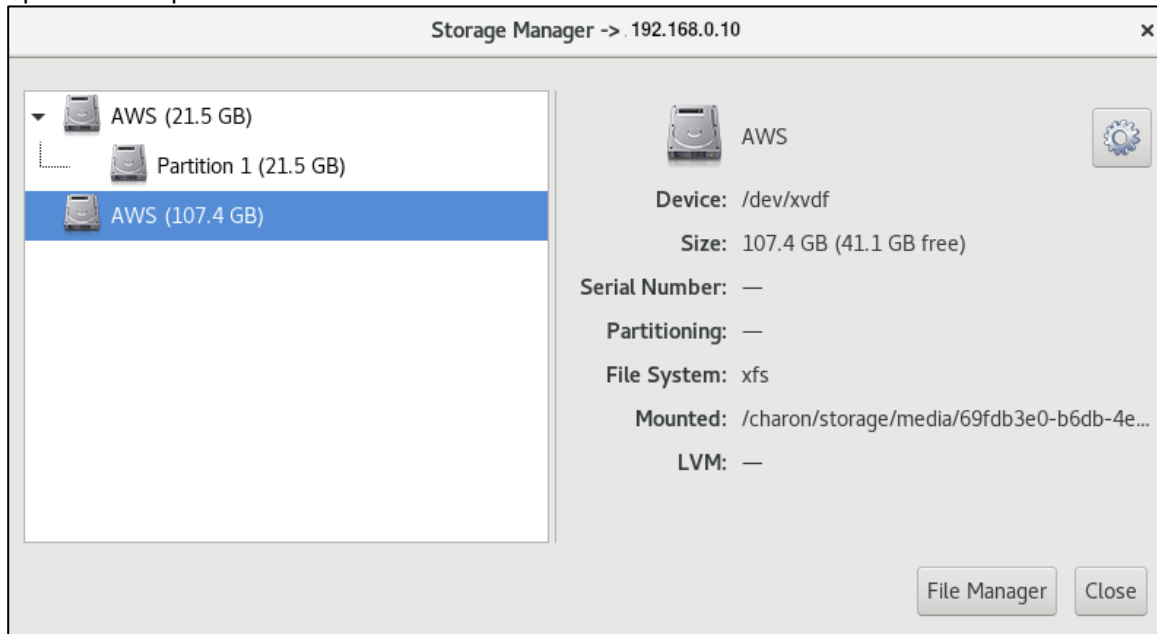 Storage Manager -> 192.168.0.10
×
AWS (21.5 GB)
Partition 1 (21.5 GB)
AWS (107.4 GB)
AWS
Device: /dev/xvdf
Size: 107.4 GB (41.1 GB free)
Serial Number: —
Partitioning: —
File System: xfs
Mounted: /charon/storage/media/69fdb3e0-b6db-4e...
LVM: —
File Manager
Close